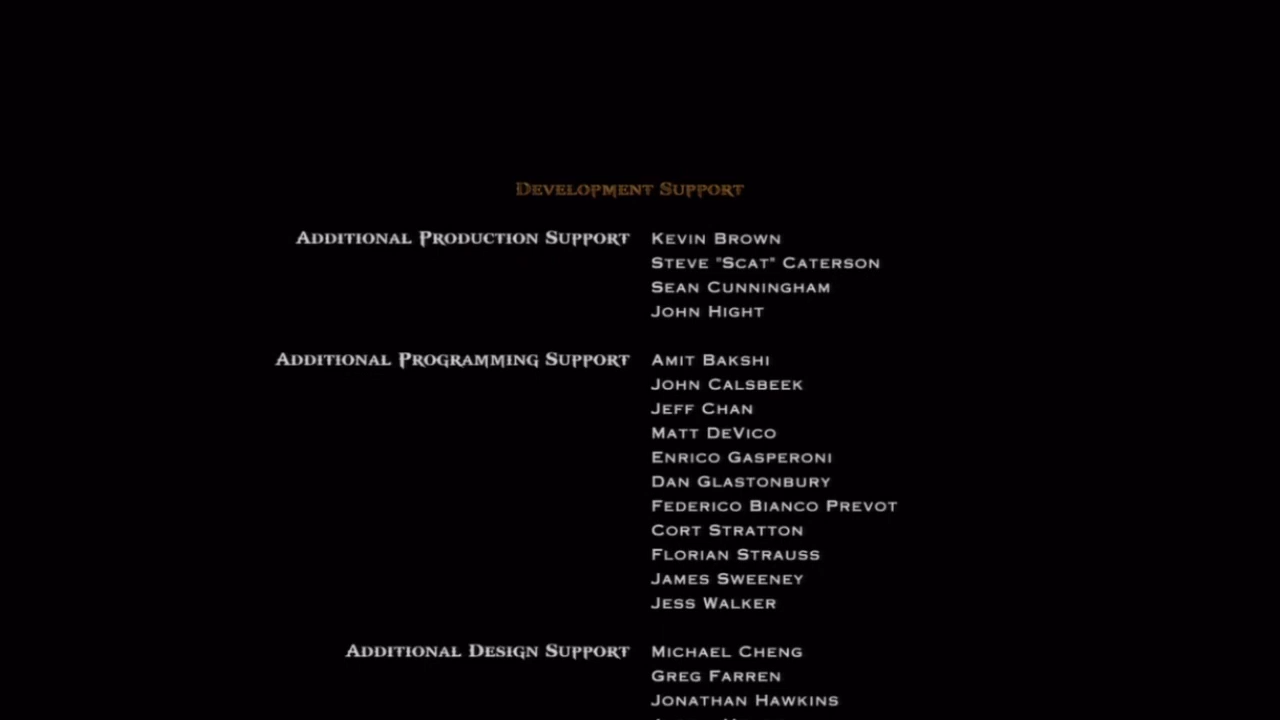 Development Support
Additional Production Support Kevin Brown
Steve "Scat" Caterson
Sean Cunningham
John Hight
Additional Programming Support Amit Bakshi
John Calsbeek
Jeff Chan
Matt DeVico
Enrico Gasperoni
Dan Glastonbury
Federico Bianco Prevot
Cort Stratton
Florian Strauss
James Sweeney
Jess Walker
Additional Design Support Michael Cheng
Greg Farren
Jonathan Hawkins